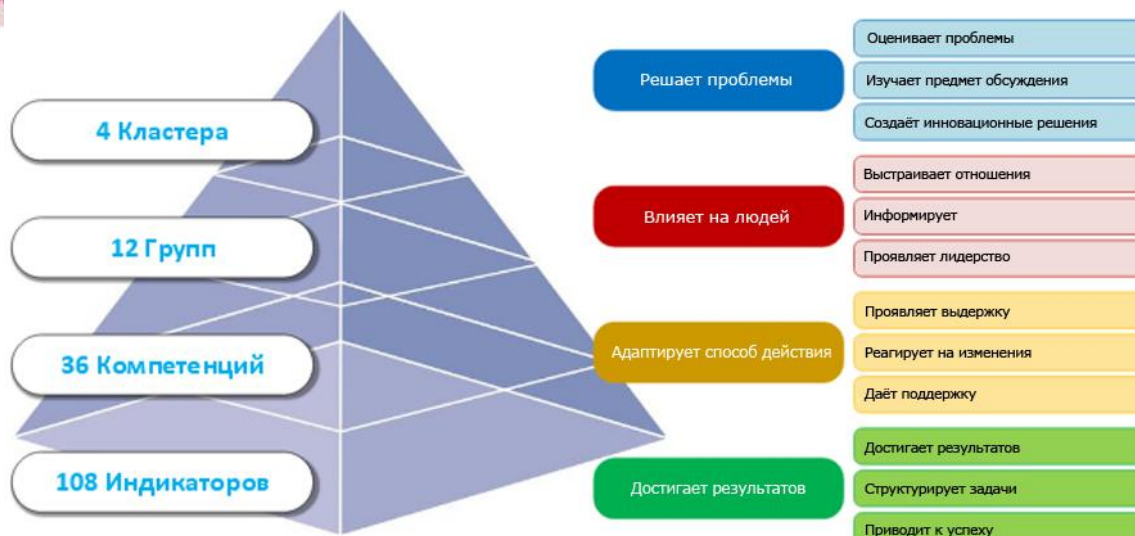 4 Кластера
12 Групп
36 Компетенций
108 Индикаторов
Решает проблемы
Оценивает проблемы
Изучает предмет обсуждения
Создаёт инновационные решения
Влияет на людей
Выстраивает отношения
Информирует
Проявляет лидерство
Адаптирует способ действия
Проявляет выдержку
Реагирует на изменения
Даёт поддержку
Достигает результатов
Достигает результатов
Структурирует задачи
Приводит к успеху